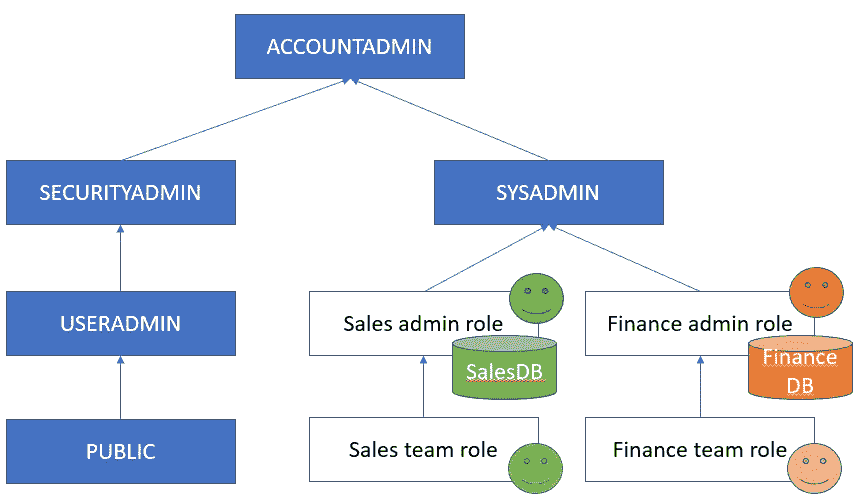 ACCOUNTADMIN
SECURITYADMIN
SYSADMIN
USERADMIN
Sales admin role
Finance admin role
SalesDB
Finance
DB
PUBLIC
Sales team role
Finance team role